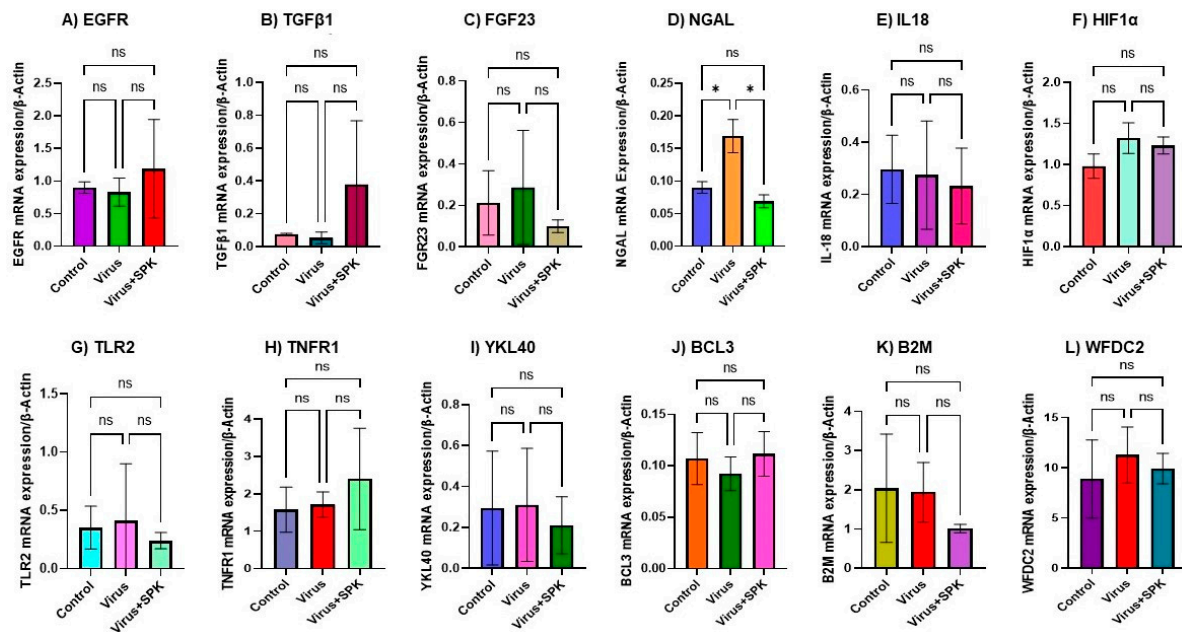 A) EGFR
EGFR mRNA expression/β-Actin
2.5
2.0
1.5
1.0
0.5
0.0
ns
ns
ns
Control
Virus
Virus+SPK
B) TGFβ1
TGFβ1 mRNA expression/β-Actin
1.0
0.8
0.6
0.4
0.2
0.0
ns
ns
ns
Control
Virus
Virus+SPK
C) FGF23
FGR23 mRNA expression/β-Actin
0.8
0.6
0.4
0.2
0.0
ns
ns
ns
Control
Virus
Virus+SPK
D) NGAL
NGAL mRNA Expression/β-Actin
0.25
0.20
0.15
0.10
0.05
0.00
ns
*
*
Control
Virus
Virus+SPK
E) IL18
IL-18 mRNA expression/β-Actin
0.6
0.4
0.2
0.0
ns
ns
ns
Control
Virus
Virus+SPK
F) HIF1α
HIF1α mRNA expression/β-Actin
2.0
1.5
1.0
0.5
0.0
ns
ns
ns
Control
Virus
Virus+SPK
G) TLR2
TLR2 mRNA expression/β-Actin
1.5
1.0
0.5
0.0
ns
ns
ns
Control
Virus
Virus+SPK
H) TNFR1
TNFR1 mRNA expression/β-Actin
5
4
3
2
1
0
ns
ns
ns
Control
Virus
Virus+SPK
I) YKL40
YKL40 mRNA expression/β-Actin
1.0
0.8
0.6
0.4
0.2
0.0
ns
ns
ns
Control
Virus
Virus+SPK
J) BCL3
BCL3 mRNA expression/β-Actin
0.15
0.10
0.05
0.00
ns
ns
ns
Control
Virus
Virus+SPK
K) B2M
B2M mRNA expression/β-Actin
4
3
2
1
0
ns
ns
ns
Control
Virus
Virus+SPK
L) WFDC2
WFDC2 mRNA expression/β-Actin
20
15
10
5
0
ns
ns
ns
Control
Virus
Virus+SPK